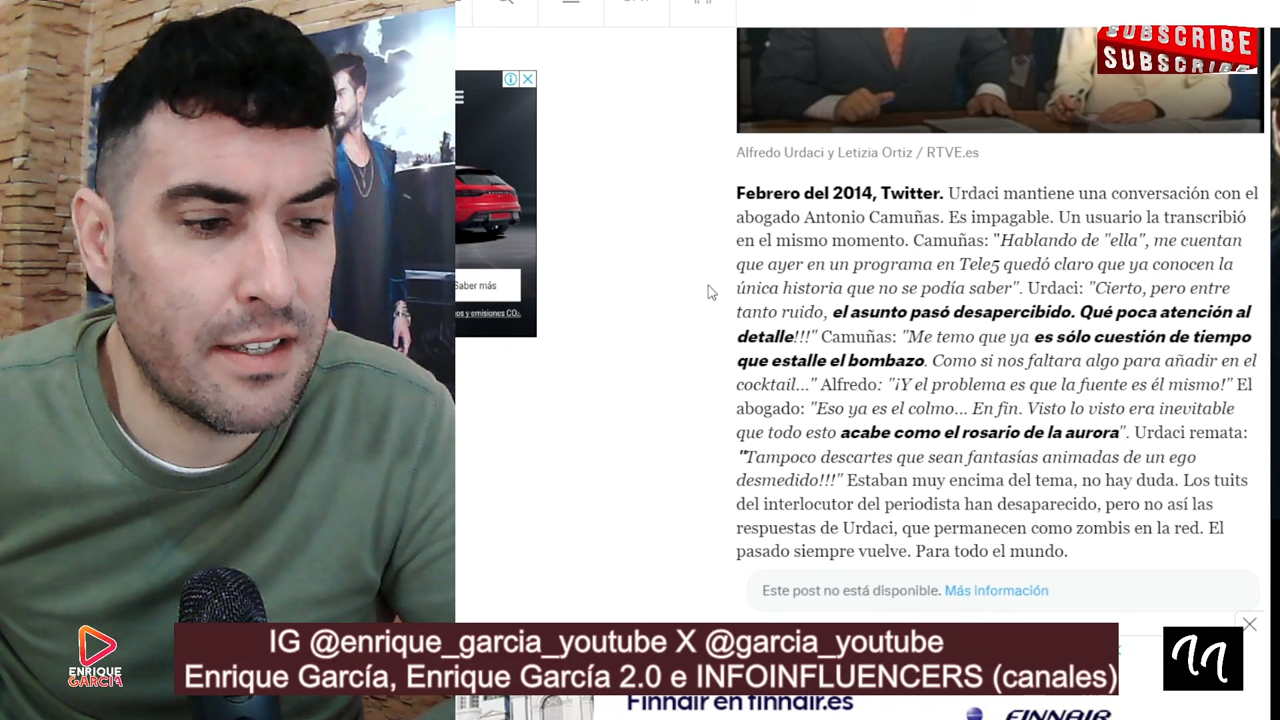 SUBSCRIBE
SUBSCRIBE
Alfredo Urdaci y Letizia Ortiz / RTVE.es
Febrero del 2014, Twitter. Urdaci mantiene una conversación con el
abogado Antonio Camuñas. Es impagable. Un usuario la transcribió
en el mismo momento. Camuñas: "Hablando de "ella", me cuentan
que ayer en un programa en Tele5 quedó claro que ya conocen la
única historia que no se podía saber". Urdaci: "Cierto, pero entre
tanto ruido, el asunto pasó desapercibido. Qué poca atención al
detalle!!!" Camuñas: "Me temo que ya es sólo cuestión de tiempo
que estalle el bombazo. Como si nos faltara algo para añadir en el
cocktail..." Alfredo: "¡Y el problema es que la fuente es él mismo!" El
abogado: "Eso ya es el colmo... En fin. Visto lo visto era inevitable
que todo esto acabe como el rosario de la aurora". Urdaci remata:
"Tampoco descartes que sean fantasías animadas de un ego
desmedido!!!" Estaban muy encima del tema, no hay duda. Los tuits
del interlocutor del periodista han desaparecido, pero no así las
respuestas de Urdaci, que permanecen como zombis en la red. El
pasado siempre vuelve. Para todo el mundo.
Este post no está disponible. Más información
Saber más
y emisiones CO₂
IG @enrique_garcia_youtube X @garcia_youtube
Enrique García, Enrique García 2.0 e INFOINFLUENCERS (canales)
ENRIQUE
GARCÍA
Finnair en finnair.es
FINNAIR